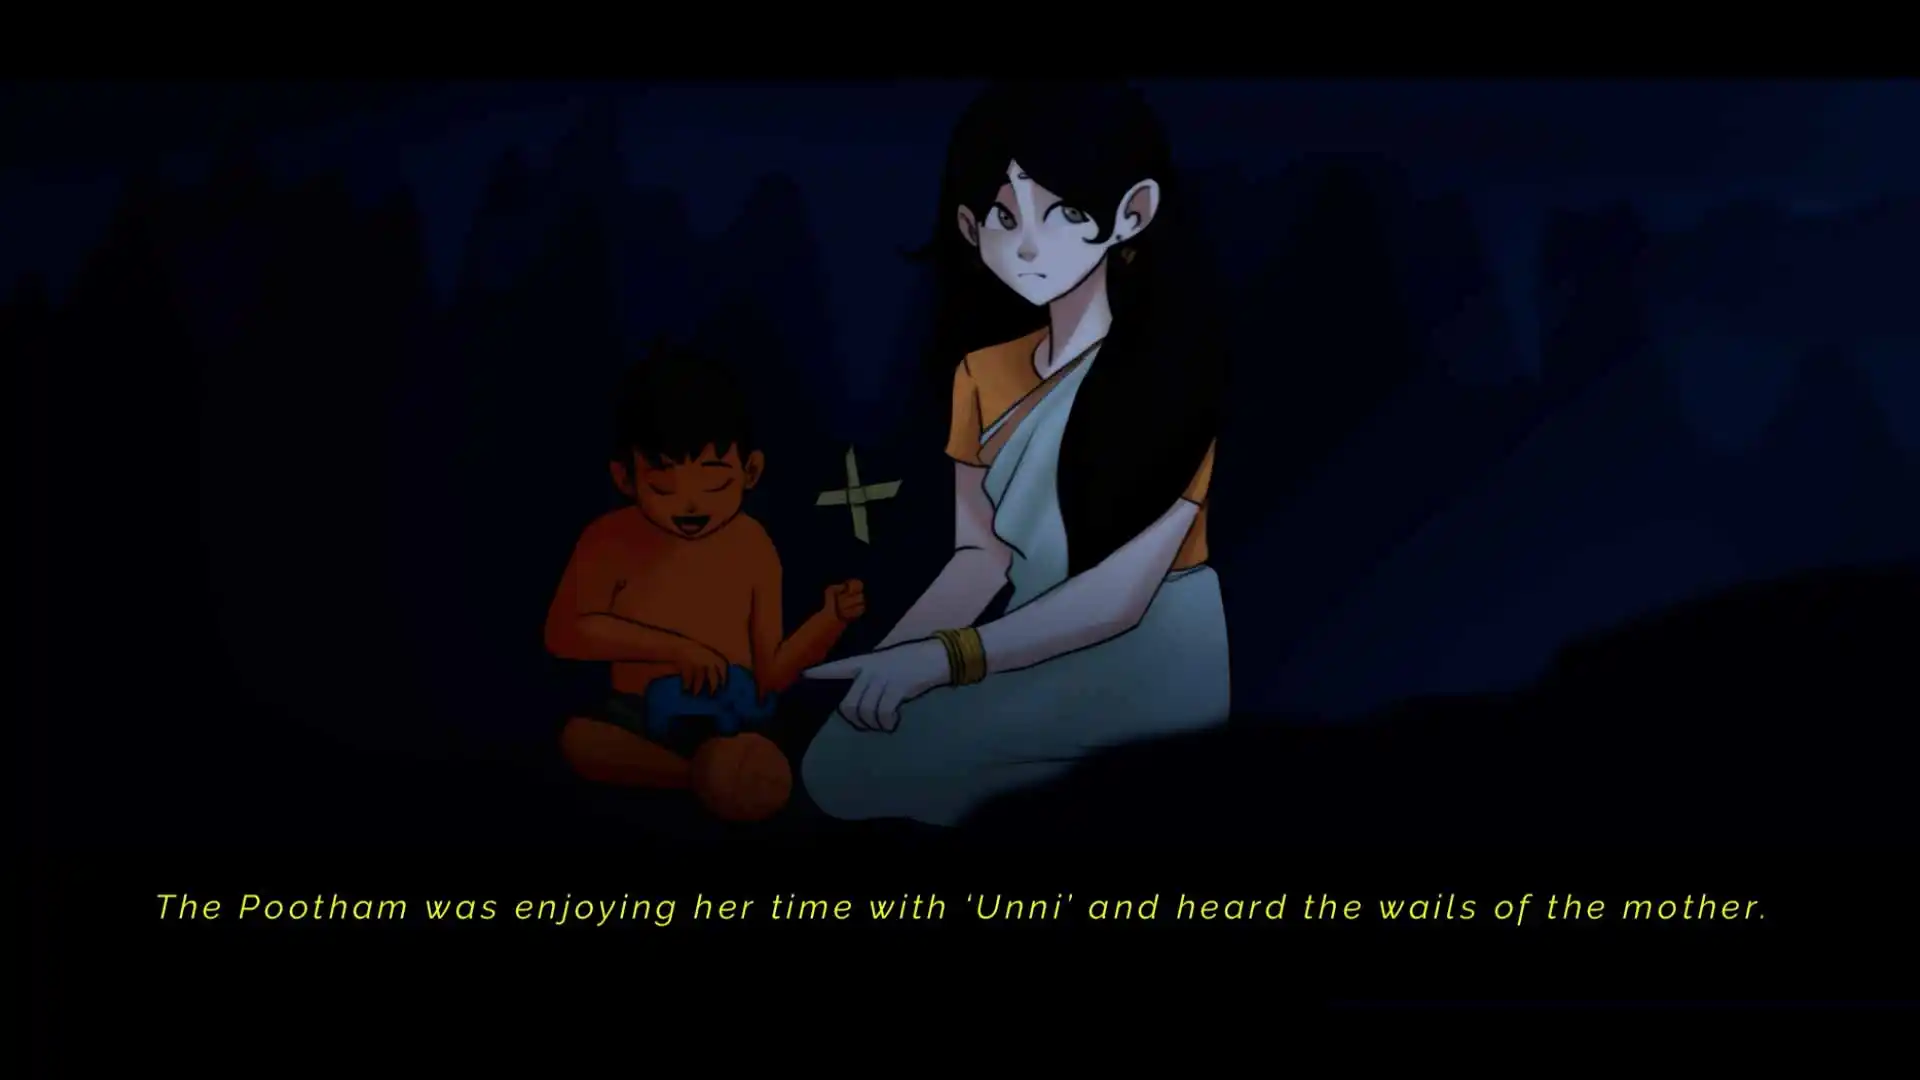 The Pootham was enjoying her time with ‘Unni’ and heard the wails of the mother.